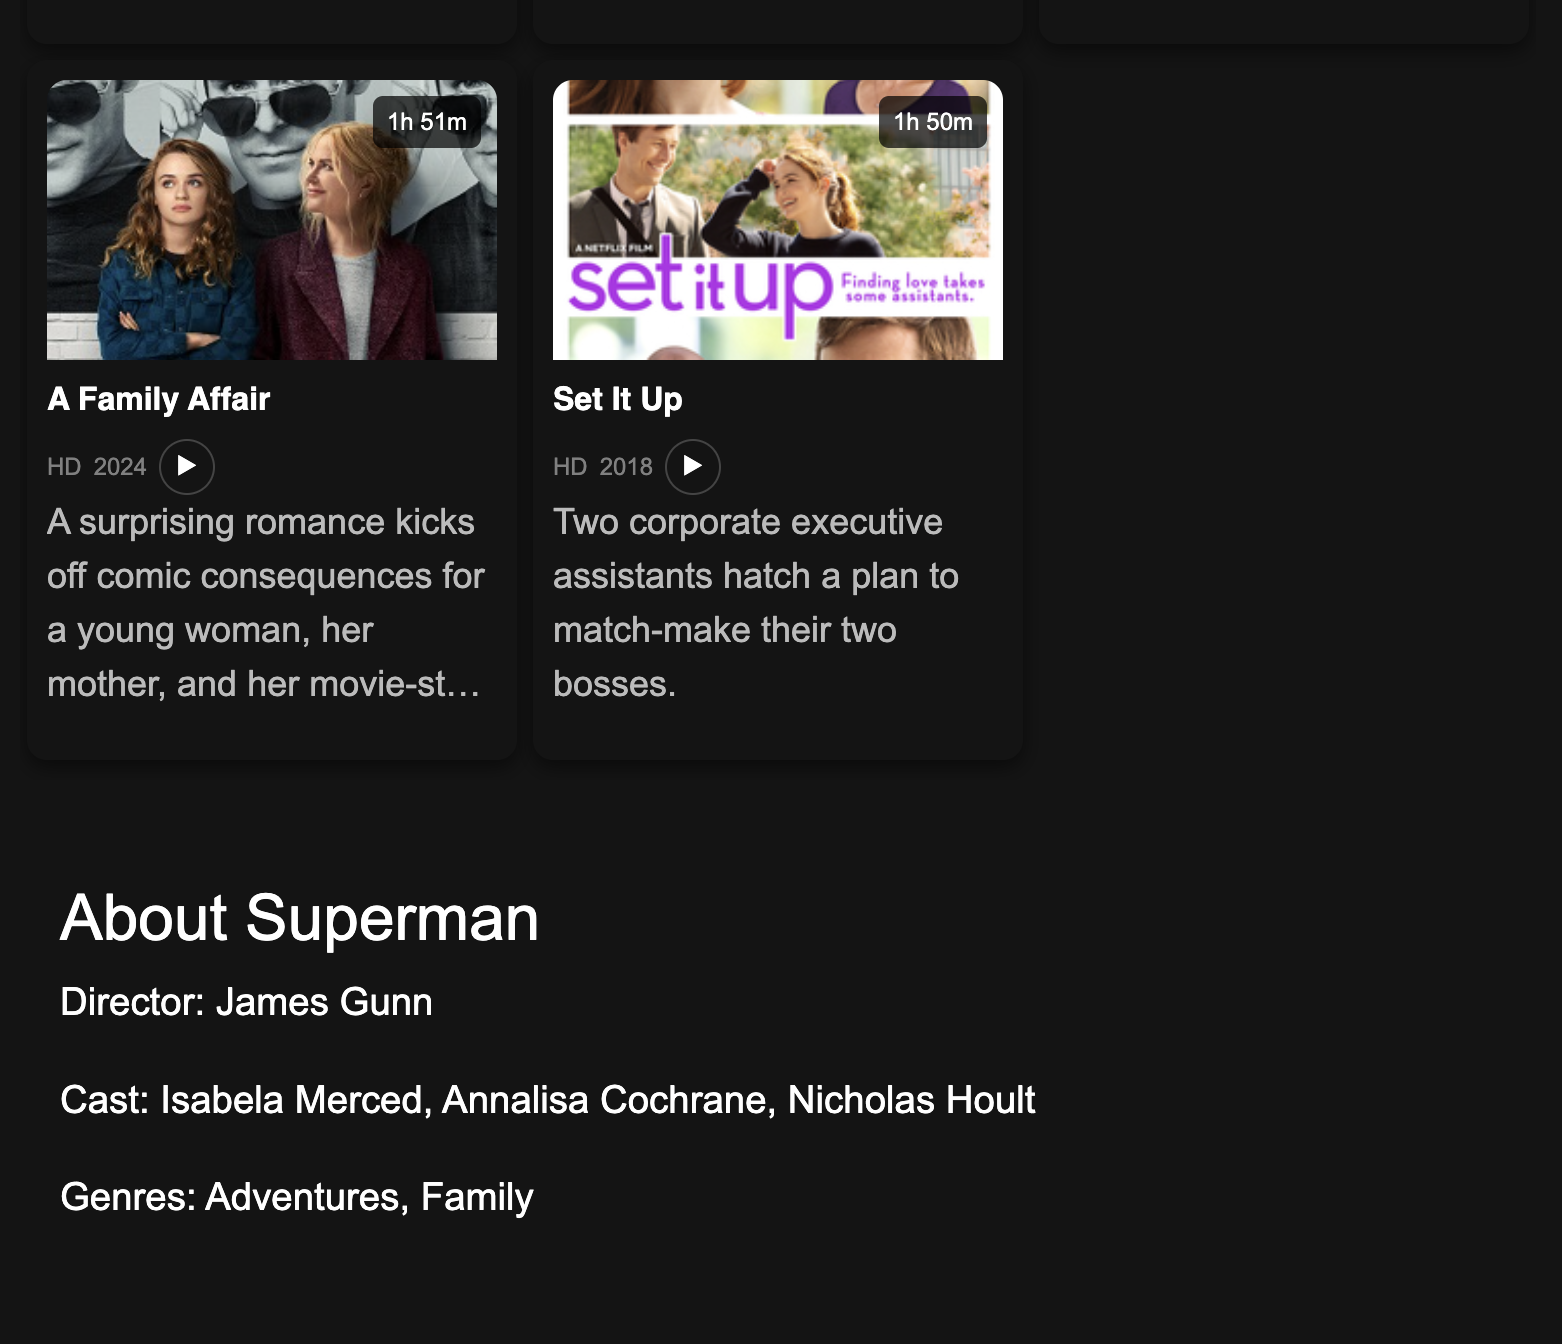 1h 51m
1h 50m
A NETFLIX FILM
set it up
Finding love takes
some assistants.
A Family Affair
HD 2024
A surprising romance kicks
off comic consequences for
a young woman, her
mother, and her movie-st…
Set It Up
HD 2018
Two corporate executive
assistants hatch a plan to
match-make their two
bosses.
About Superman
Director: James Gunn
Cast: Isabela Merced, Annalisa Cochrane, Nicholas Hoult
Genres: Adventures, Family